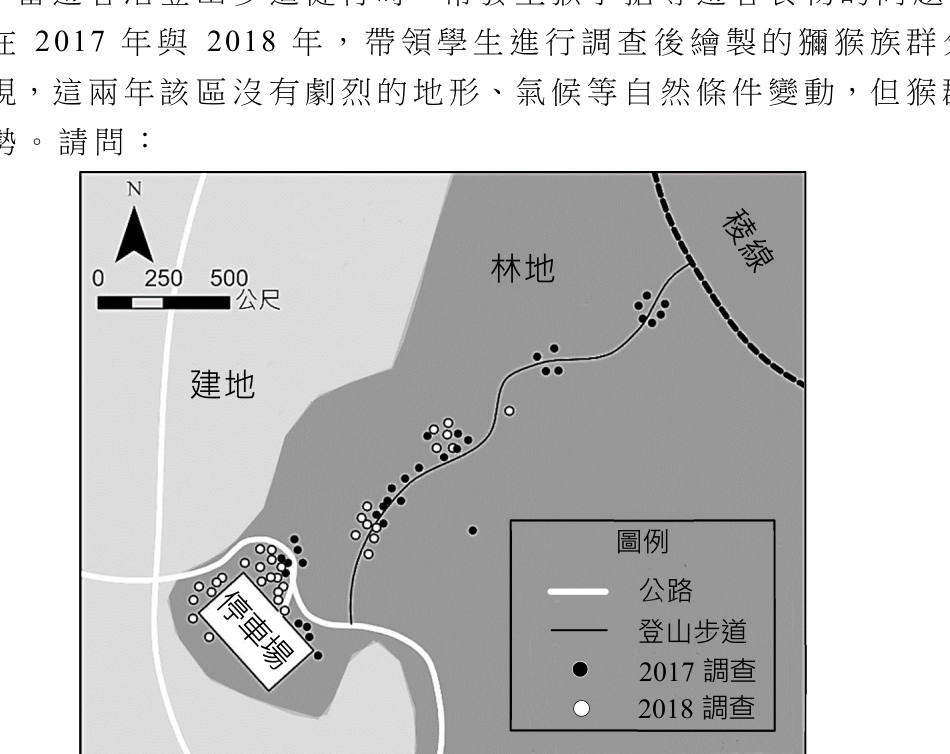 在 2017 年與 2018 年，帶領學生進行調查後繪製的獼猴族群
現，這兩年該區沒有劇烈的地形、氣候等自然條件變動，但猴
勢。請問：
N
0 250 500
公尺
稜線
林地
建地
停車場
圖例
公路
登山步道
2017 調查
2018 調查